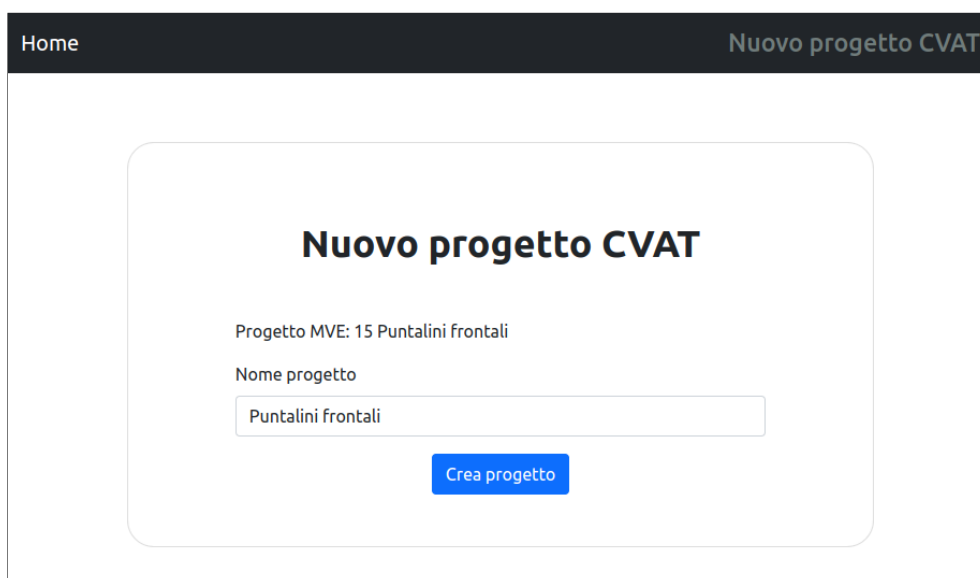 Home
Nuovo progetto CVAT
Nuovo progetto CVAT
Progetto MVE: 15 Puntalini frontali
Nome progetto
Puntalini frontali
Crea progetto